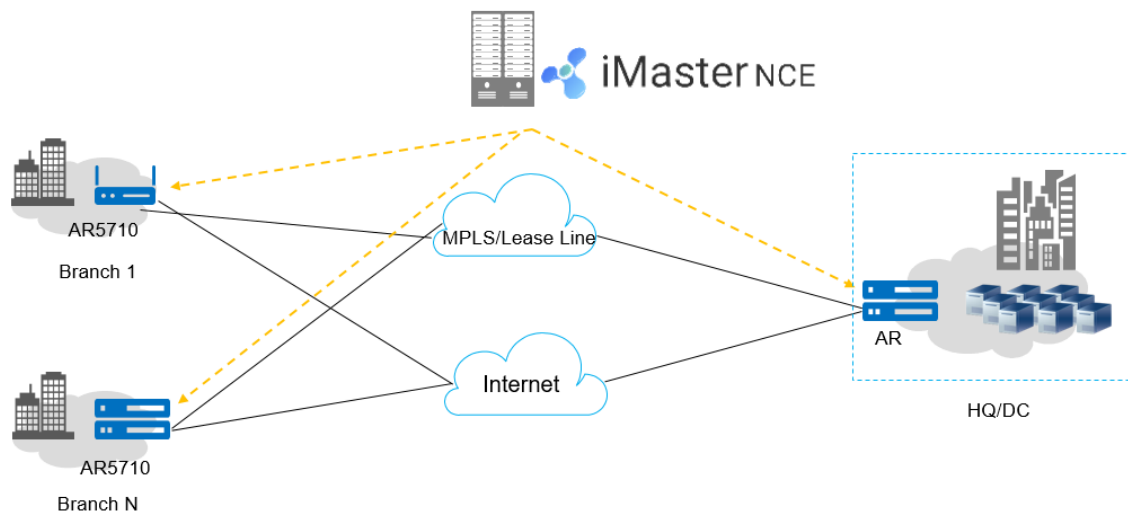 iMaster NCE
AR5710
Branch 1
MPLS/Lease Line
AR
Internet
HQ/DC
AR5710
Branch N